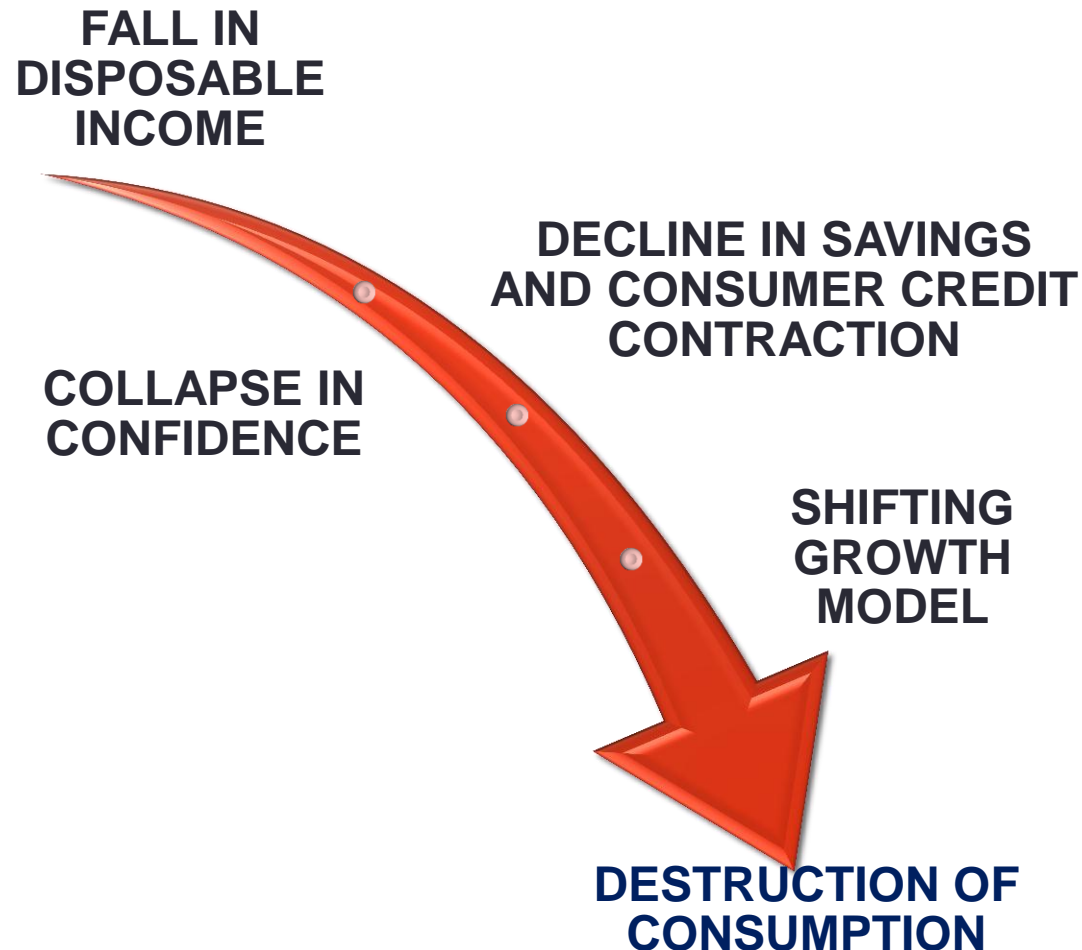 FALL IN
DISPOSABLE
INCOME
DECLINE IN SAVINGS
AND CONSUMER CREDIT
CONTRACTION
COLLAPSE IN
CONFIDENCE
SHIFTING
GROWTH
MODEL
DESTRUCTION OF
CONSUMPTION